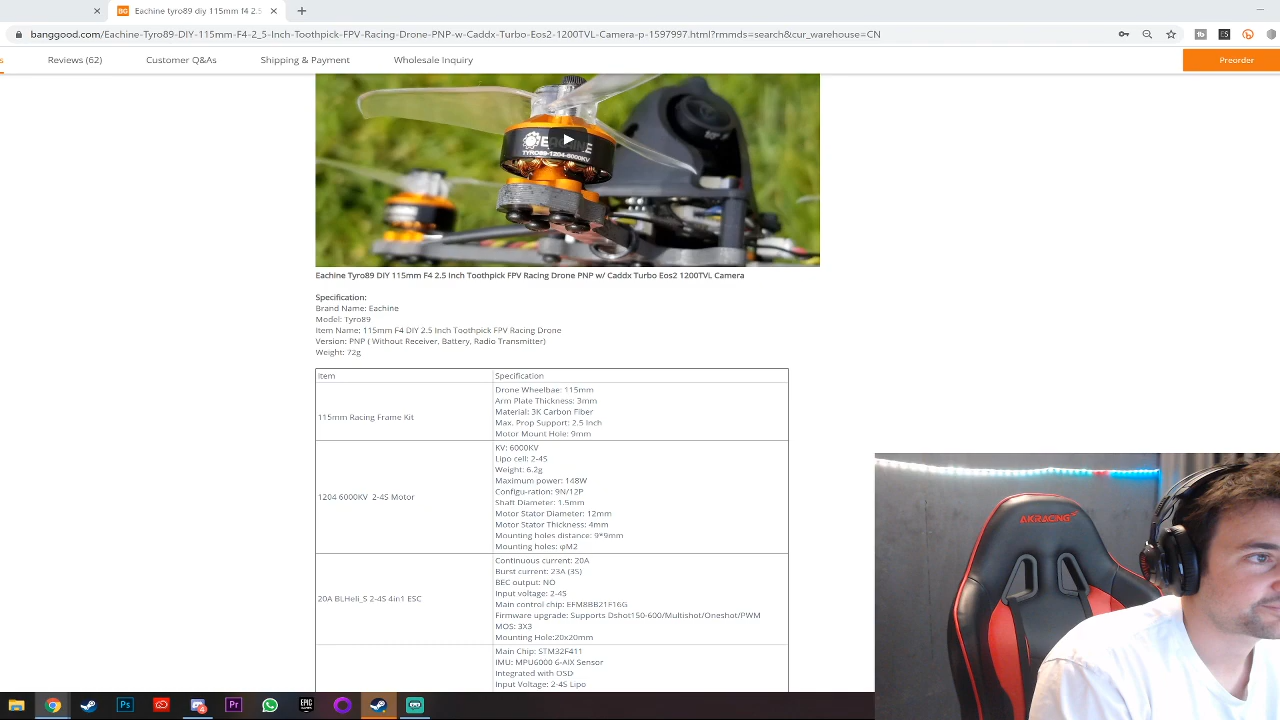 Eachine tyro89 diy 115mm f4 2.5
banggood.com/Eachine-Tyro89-DIY-115mm-F4-2_5-Inch-Toothpick-FPV-Racing-Drone-PNP-w-Caddx-Turbo-Eos2-1200TVL-Camera-p-1597997.html?rmmds=search&cur_warehouse=CN
s
Reviews (62)
Customer Q&As
Shipping & Payment
Wholesale Inquiry
Preorder
EACHINE
TYRO89-1204-6000KV
Eachine Tyro89 DIY 115mm F4 2.5 Inch Toothpick FPV Racing Drone PNP w/ Caddx Turbo Eos2 1200TVL Camera
Specification:
Brand Name: Eachine
Model: Tyro89
Item Name: 115mm F4 DIY 2.5 Inch Toothpick FPV Racing Drone
Version: PNP ( Without Receiver, Battery, Radio Transmitter)
Weight: 72g
Item
Specification
115mm Racing Frame Kit
Drone Wheelbae: 115mm
Arm Plate Thickness: 3mm
Material: 3K Carbon Fiber
Max. Prop Support: 2.5 Inch
Motor Mount Hole: 9mm
1204 6000KV 2-4S Motor
KV: 6000KV
Lipo cell: 2-4S
Weight: 6.2g
Maximum power: 148W
Configu-ration: 9N/12P
Shaft Diameter: 1.5mm
Motor Stator Diameter: 12mm
Motor Stator Thickness: 4mm
Mounting holes distance: 9*9mm
Mounting holes: φM2
20A BLHeli_S 2-4S 4in1 ESC
Continuous current: 20A
Burst current: 23A (3S)
BEC output: NO
Input voltage: 2-4S
Main control chip: EFM8BB21F16G
Firmware upgrade: Supports Dshot150-600/Multishot/Oneshot/PWM
MOS: 3X3
Mounting Hole:20x20mm
Main Chip: STM32F411
IMU: MPU6000 6-AIX Sensor
Integrated with OSD
Input Voltage: 2-4S Lipo
AKRACING
Ps
Pr
EPIC